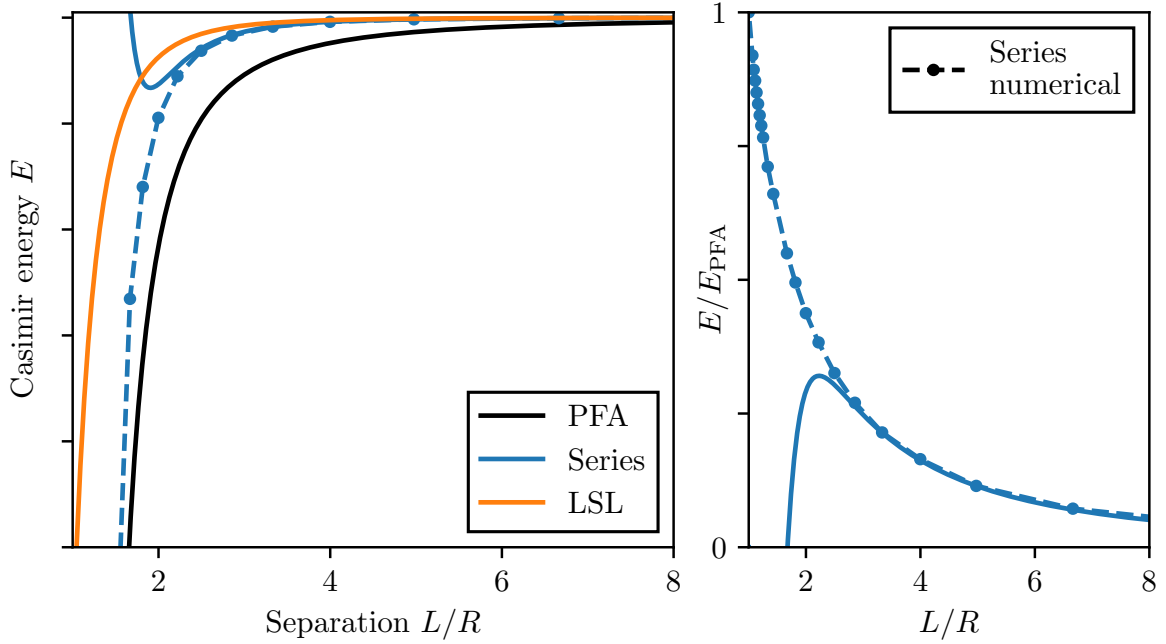 Casimir energy E
2
4
6
8
Separation L/R
PFA
Series
LSL
E/E_PFA
1
0
2
4
6
8
L/R
Series
numerical